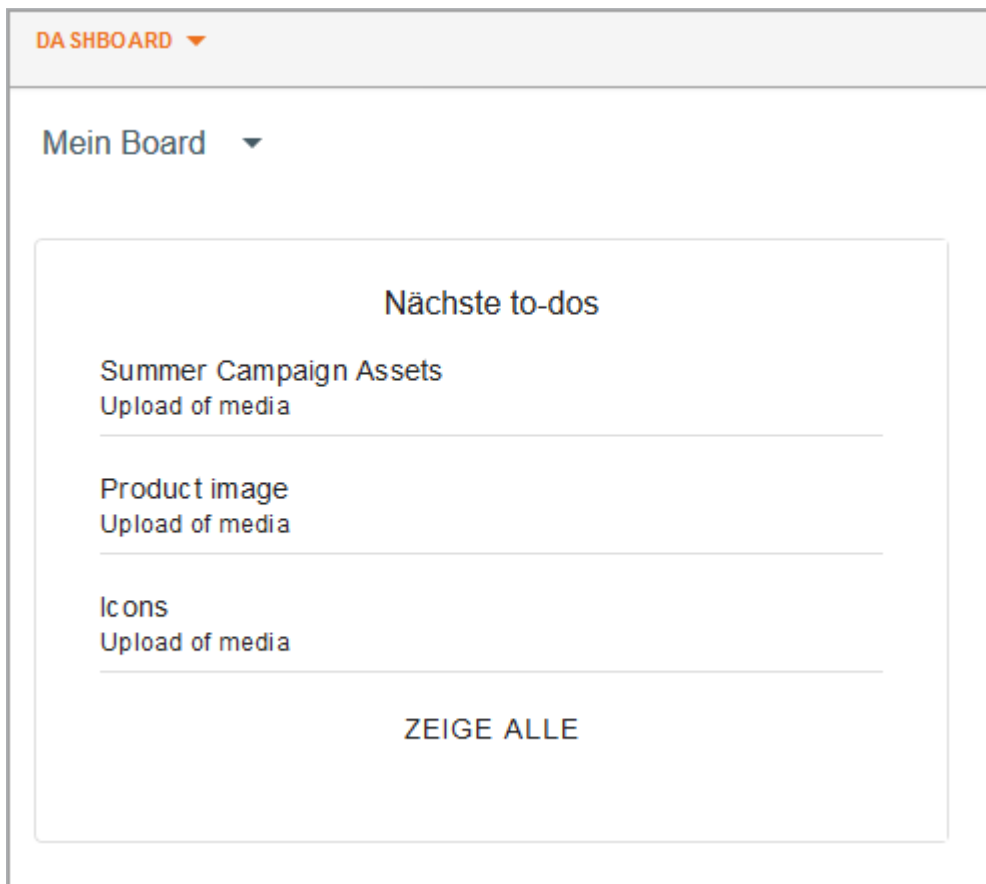 DASHBOARD
Mein Board
Nächste to-dos
Summer Campaign Assets
Upload of media
Product image
Upload of media
Icons
Upload of media
ZEIGE ALLE